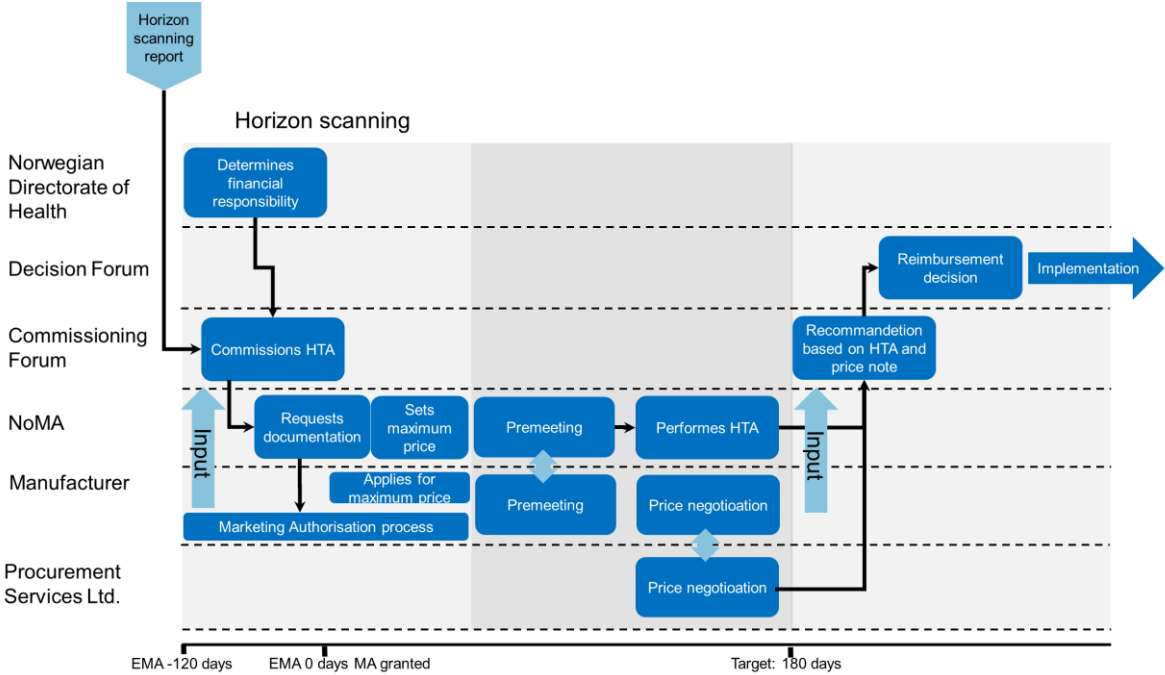 Horizon
scanning
report
Horizon scanning
Norwegian
Directorate of
Health
Determines
financial
responsibility
Decision Forum
Reimbursement
decision
Implementation
Commissioning
Forum
Commissions HTA
Recommandetion
based on HTA and
price note
NoMA
Input
Requests
documentation
Sets
maximum
price
Premeeting
Performes HTA
Input
Manufacturer
Applies for
maximum price
Marketing Authorisation process
Premeeting
Price negotioation
Procurement
Services Ltd.
Price negotioation
EMA -120 days
EMA 0 days MA granted
Target: 180 days